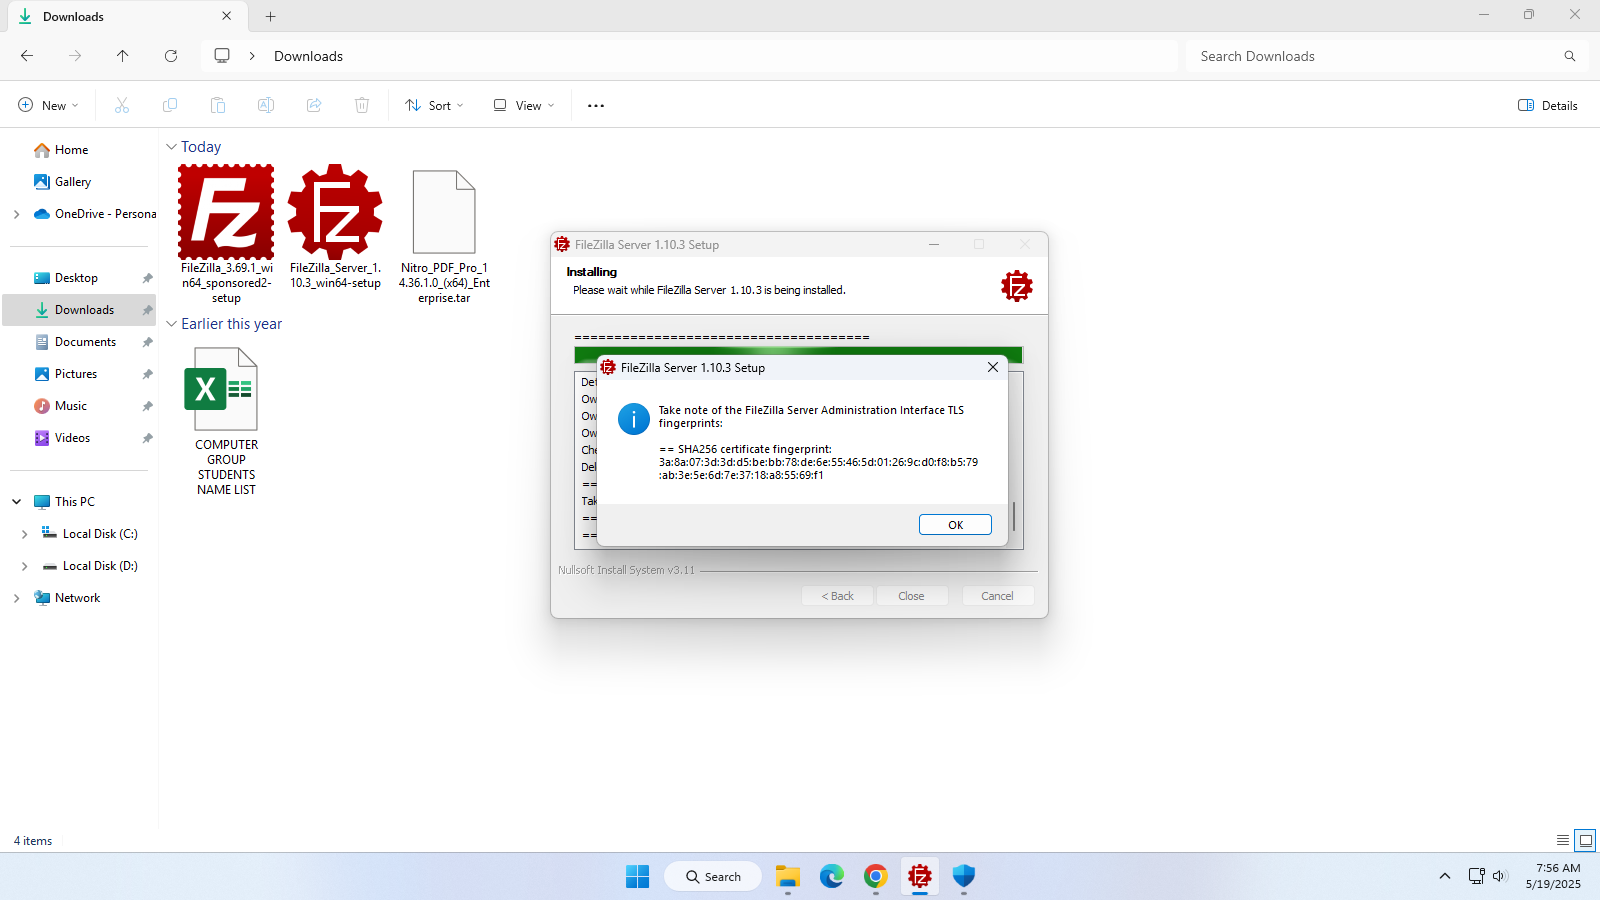 Downloads
Downloads
Search Downloads
New
Sort
View
Details
Home
Gallery
OneDrive - Persona
Desktop
Downloads
Documents
Pictures
Music
Videos
This PC
Local Disk (C:)
Local Disk (D:)
Network
Today
FileZilla_3.69.1_wi
n64_sponsored2-
setup
FileZilla_Server_1.
10.3_win64-setup
Nitro_PDF_Pro_1
4.36.1.0_(x64)_Ent
erprise.tar
Earlier this year
COMPUTER
GROUP
STUDENTS
NAME LIST
FileZilla Server 1.10.3 Setup
Installing
Please wait while FileZilla Server 1.10.3 is being installed.
=====================================
Det
Ow
Ow
Ow
Che
Del
==
Tak
==
==
FileZilla Server 1.10.3 Setup
Take note of the FileZilla Server Administration Interface TLS
fingerprints:
== SHA256 certificate fingerprint:
3a:8a:07:3d:3d:d5:be:bb:78:de:6e:55:46:5d:01:26:9c:d0:f8:b5:79
:ab:3e:5e:6d:7e:37:18:a8:55:69:f1
OK
Nullsoft Install System v3.11
< Back
Close
Cancel
4 items
Search
7:56 AM
5/19/2025